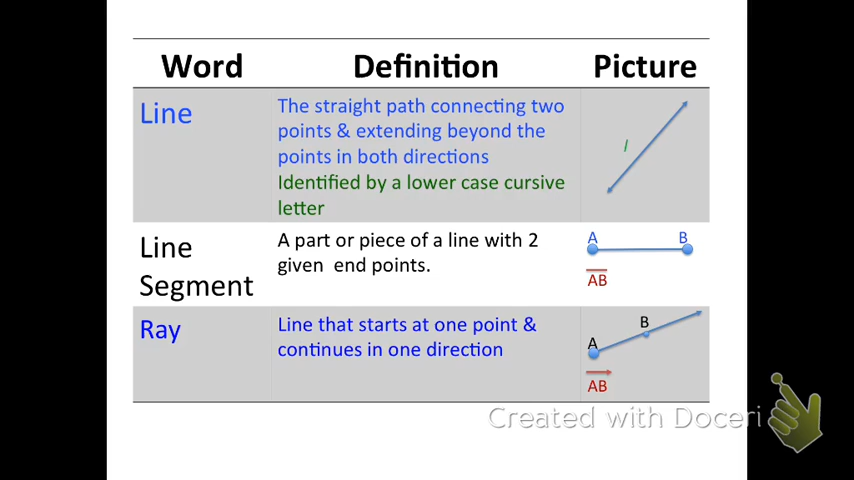 Word Definition Picture
Line
The straight path connecting two
points & extending beyond the
points in both directions
Identified by a lower case cursive
letter
l
Line
Segment
A part or piece of a line with 2
given end points.
A B
AB
Ray
Line that starts at one point &
continues in one direction
B
A
AB
Created with Doceri